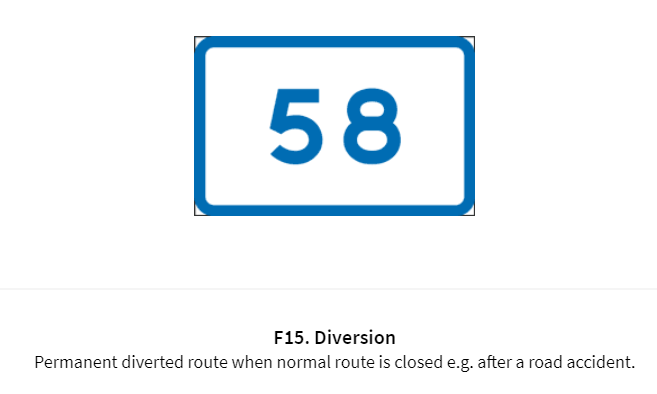 58
F15. Diversion
Permanent diverted route when normal route is closed e.g. after a road accident.